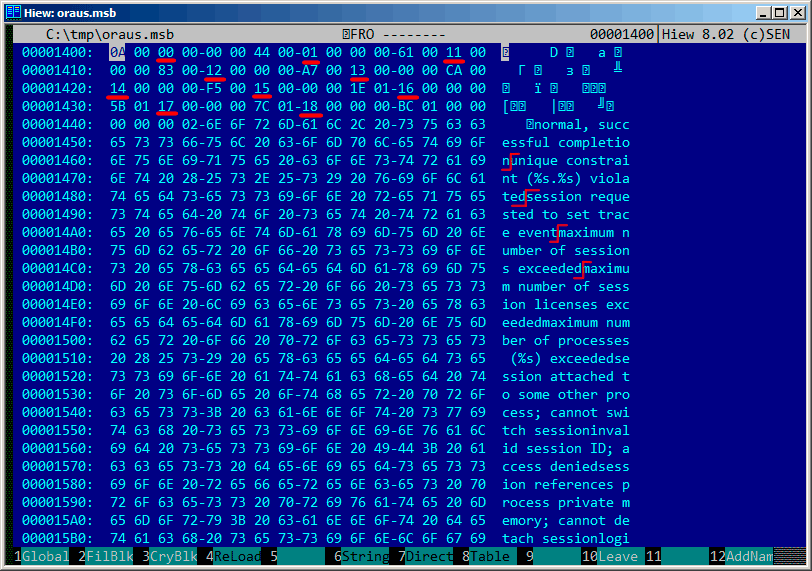 Hiew: oraus.msb
C:\tmp\oraus.msb FRO -------- 00001400 Hiew 8.02 (c)SEN
00001400: 0A 00 00 00-00 00 44 00-01 00 00 00-61 00 11 00 D a
00001410: 00 00 83 00-12 00 00 00-A7 00 13 00-00 00 CA 00 Г з ╩
00001420: 14 00 00 00-F5 00 15 00-00 00 1E 01-16 00 00 00 ї
00001430: 5B 01 17 00-00 00 7C 01-18 00 00 00-BC 01 00 00 [ | ╝
00001440: 00 00 00 02-6E 6F 72 6D-61 6C 2C 20-73 75 63 63 normal, succ
00001450: 65 73 73 66-75 6C 20 63-6F 6D 70 6C-65 74 69 6F essful completio
00001460: 6E 75 6E 69-71 75 65 20-63 6F 6E 73-74 72 61 69 nunique constrai
00001470: 6E 74 20 28-25 73 2E 25-73 29 20 76-69 6F 6C 61 nt (%s.%s) viola
00001480: 74 65 64 73-65 73 73 69-6F 6E 20 72-65 71 75 65 tedsession reque
00001490: 73 74 65 64-20 74 6F 20-73 65 74 20-74 72 61 63 sted to set trac
000014A0: 65 20 65 76-65 6E 74 6D-61 78 69 6D-75 6D 20 6E e eventmaximum n
000014B0: 75 6D 62 65-72 20 6F 66-20 73 65 73-73 69 6F 6E umber of session
000014C0: 73 20 65 78-63 65 65 64-65 64 6D 61-78 69 6D 75 s exceededmaximu
000014D0: 6D 20 6E 75-6D 62 65 72-20 6F 66 20-73 65 73 73 m number of sess
000014E0: 69 6F 6E 20-6C 69 63 65-6E 73 65 73-20 65 78 63 ion licenses exc
000014F0: 65 65 64 65-64 6D 61 78-69 6D 75 6D-20 6E 75 6D eededmaximum num
00001500: 62 65 72 20-6F 66 20 70-72 6F 63 65-73 73 65 73 ber of processes
00001510: 20 28 25 73-29 20 65 78-63 65 65 64-65 64 73 65 (%s) exceededse
00001520: 73 73 69 6F-6E 20 61 74-74 61 63 68-65 64 20 74 ssion attached t
00001530: 6F 20 73 6F-6D 65 20 6F-74 68 65 72-20 70 72 6F o some other pro
00001540: 63 65 73 73-3B 20 63 61-6E 6E 6F 74-20 73 77 69 cess; cannot swi
00001550: 74 63 68 20-73 65 73 73-69 6F 6E 69-6E 76 61 6C tch sessioninval
00001560: 69 64 20 73-65 73 73 69-6F 6E 20 49-44 3B 20 61 id session ID; a
00001570: 63 63 65 73-73 20 64 65-6E 69 65 64-73 65 73 73 ccess deniedsess
00001580: 69 6F 6E 20-72 65 66 65-72 65 6E 63-65 73 20 70 ion references p
00001590: 72 6F 63 65-73 73 20 70-72 69 76 61-74 65 20 6D rocess private m
000015A0: 65 6D 6F 72-79 3B 20 63-61 6E 6E 6F-74 20 64 65 emory; cannot de
000015B0: 74 61 63 68-20 73 65 73-73 69 6F 6E-6C 6F 67 69 tach sessionlogi
1Global 2FilBlk 3CryBlk 4ReLoad 5 6String 7Direct 8Table 9 10Leave 11 12AddNam